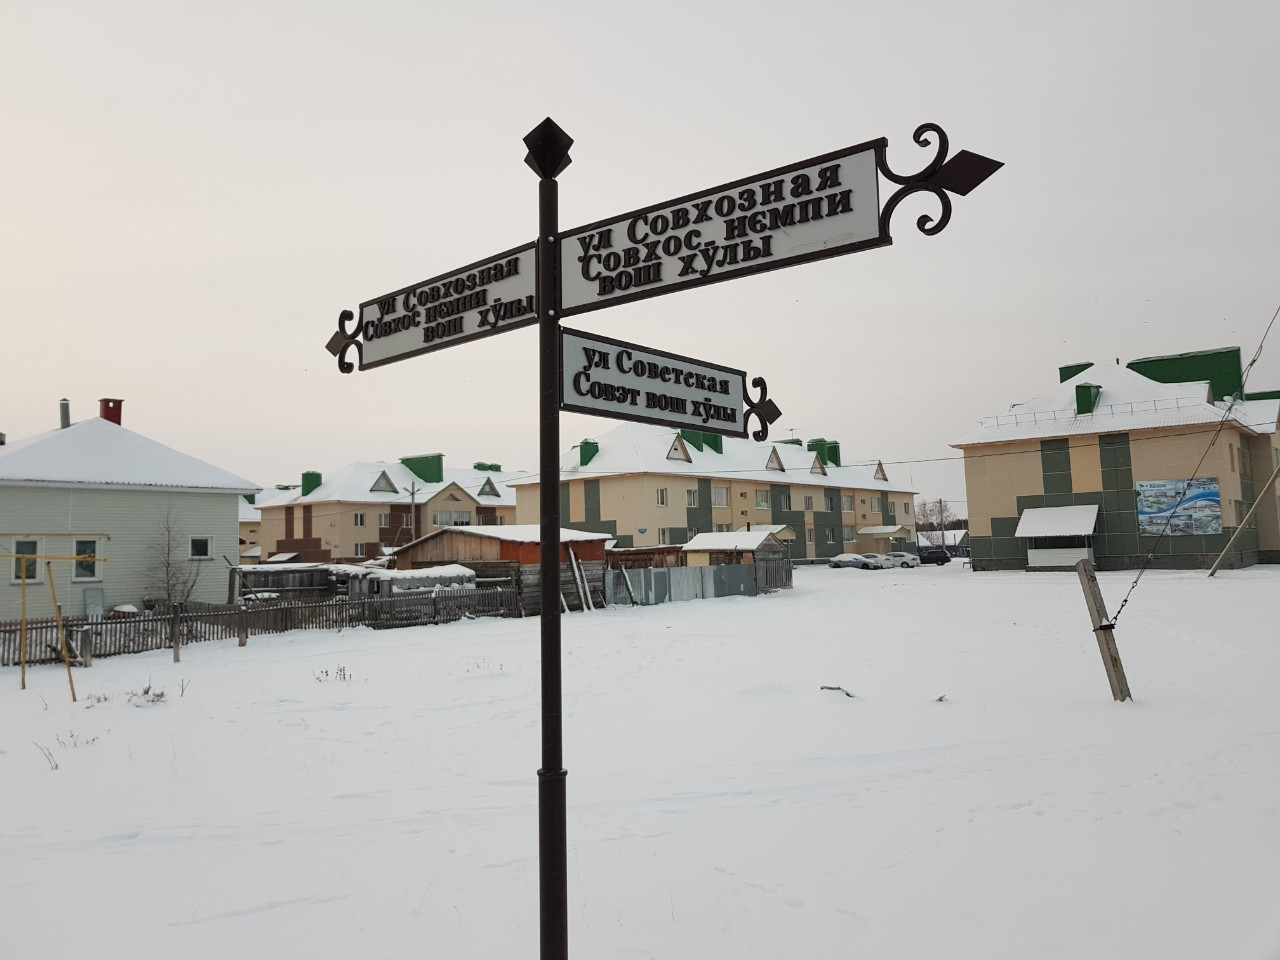 ул Совхозная
Совхос нємпи
вош хўлы
ул Совхозная
Совхос нємпи
вош хўлы
ул Советская
Совэт вош хўлы